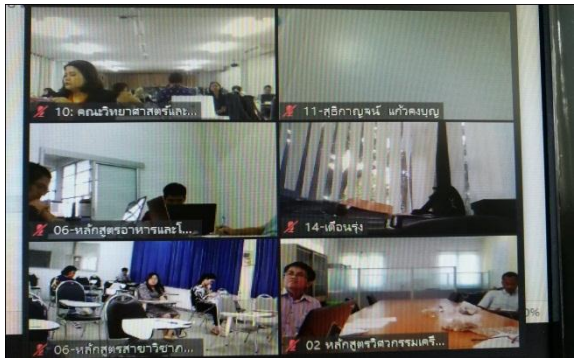 10: คณะวิทยาศาสตร์และ...
11-สุธิกาญจน์ แก้วคงบุญ
06-หลักสูตรอาหารและโ...
14-เดือนรุ่ง
06-หลักสูตรสาขาวิชาภ...
02 หลักสูตรวิศวกรรมเครื่...
0%